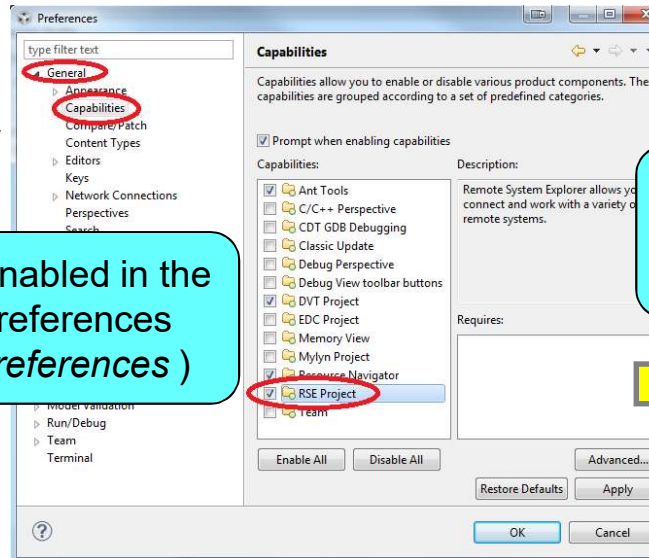 Preferences
type filter text
General
Appearance
Capabilities
Compare/Patch
Content Types
Editors
Keys
Network Connections
Perspectives
Search
nabled in the
references
references )
Model Validation
Run/Debug
Team
Terminal
Capabilities
Capabilities allow you to enable or disable various product components. The
capabilities are grouped according to a set of predefined categories.
Prompt when enabling capabilities
Capabilities:
Ant Tools
C/C++ Perspective
CDT GDB Debugging
Classic Update
Debug Perspective
Debug View toolbar buttons
DVT Project
EDC Project
Memory View
Mylyn Project
Resource Navigator
RSE Project
Team
Enable All Disable All
Description:
Remote System Explorer allows yo
connect and work with a variety o
remote systems.
Requires:
Advanced...
Restore Defaults Apply
? OK Cancel